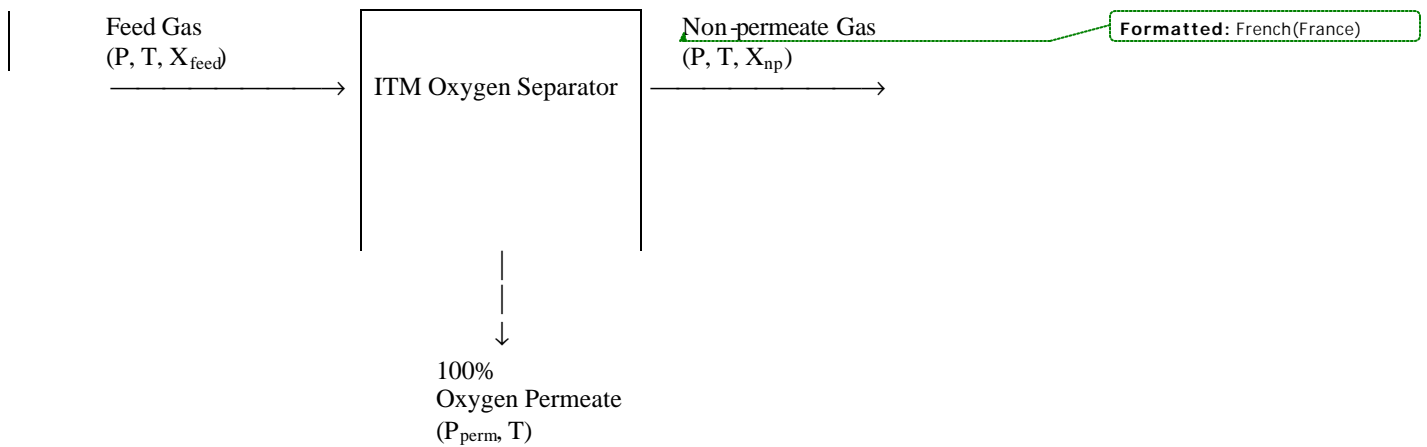 Feed Gas
(P, T, Xfeed)
ITM Oxygen Separator
Non-permeate Gas
(P, T, Xnp)
Formatted: French(France)
100%
Oxygen Permeate
(Pperm, T)